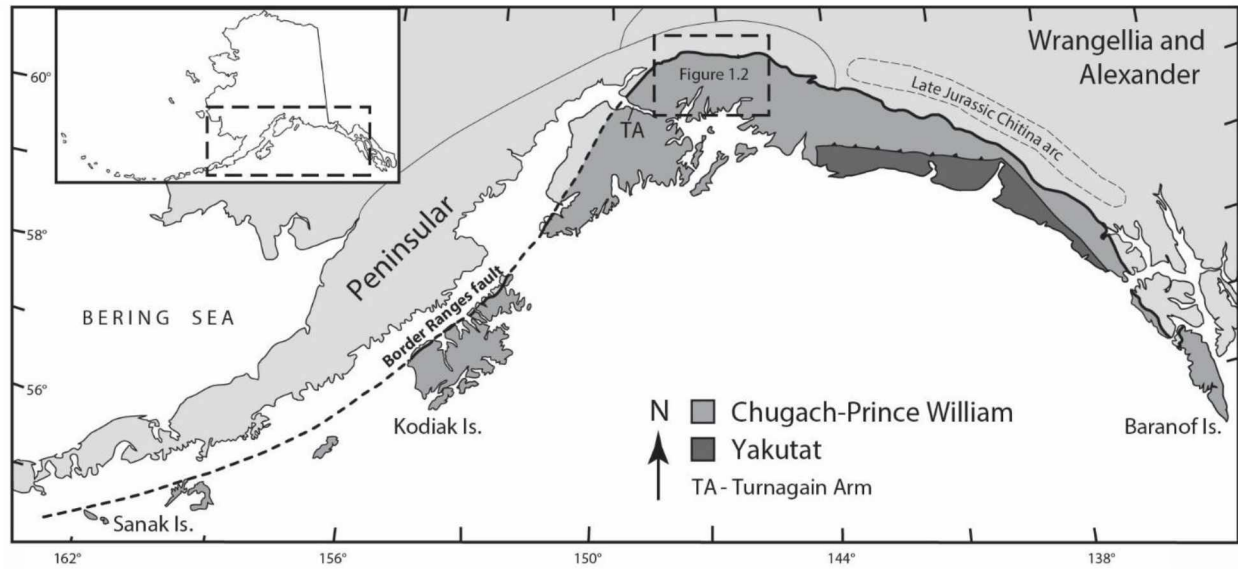 60°
58°
56°
Wrangellia and
Alexander
Figure 1.2
Late Jurassic Chitina arc
TA
Peninsular
Border Ranges fault
BERING SEA
Kodiak Is.
Sanak Is.
Baranof Is.
N
Chugach-Prince William
Yakutat
TA - Turnagain Arm
162°
156°
150°
144°
138°